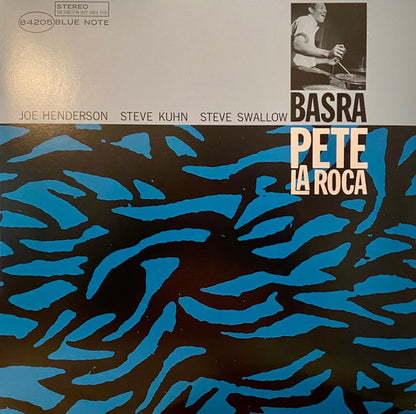 STEREO
84205 BLUE NOTE
JOE HENDERSON STEVE KUHN STEVE SWALLOW
BASRA
PETE
LA ROCA